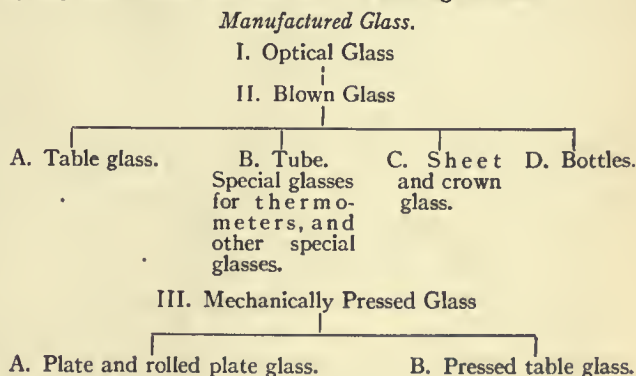 Manufactured Glass.
I. Optical Glass
II. Blown Glass
A. Table glass. B. Tube. C. Sheet D. Bottles.
Special glasses and crown
for thermo- glass.
meters, and
other special
glasses.
III. Mechanically Pressed Glass
A. Plate and rolled plate glass. B. Pressed table glass.